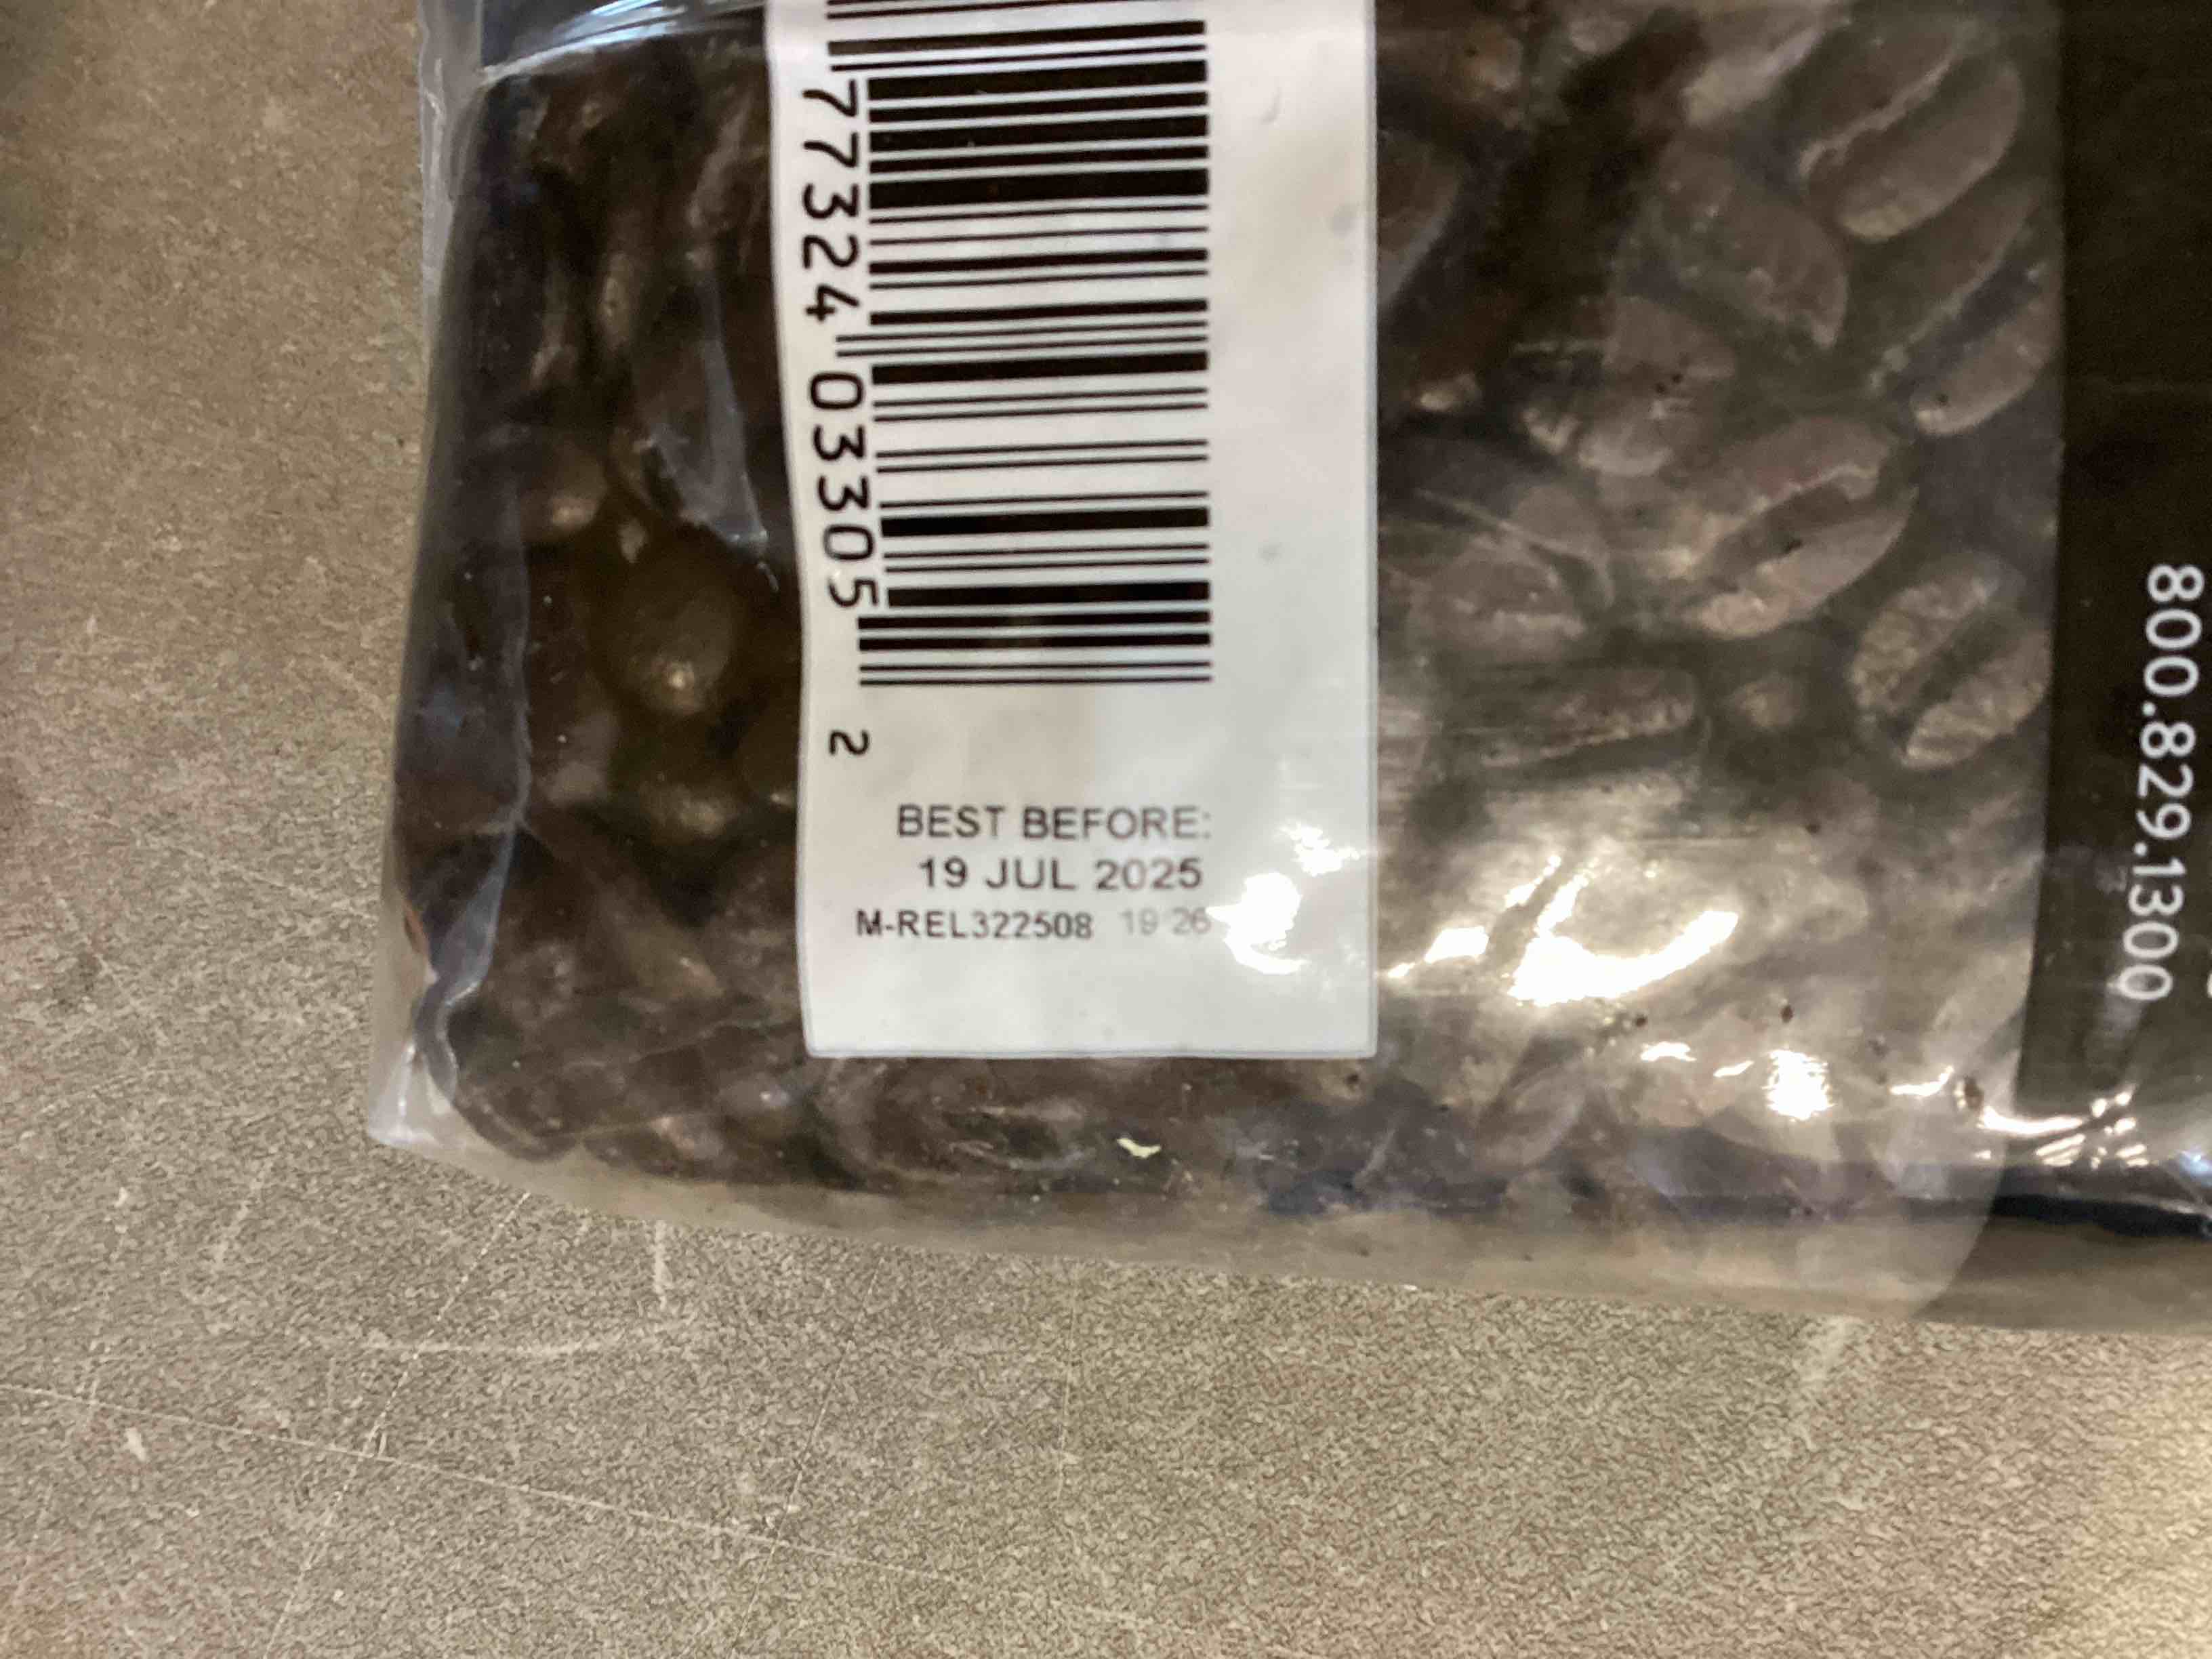 77324 03305 2
BEST BEFORE:
19 JUL 2025
M-REL322508 19 26
800.829.1300